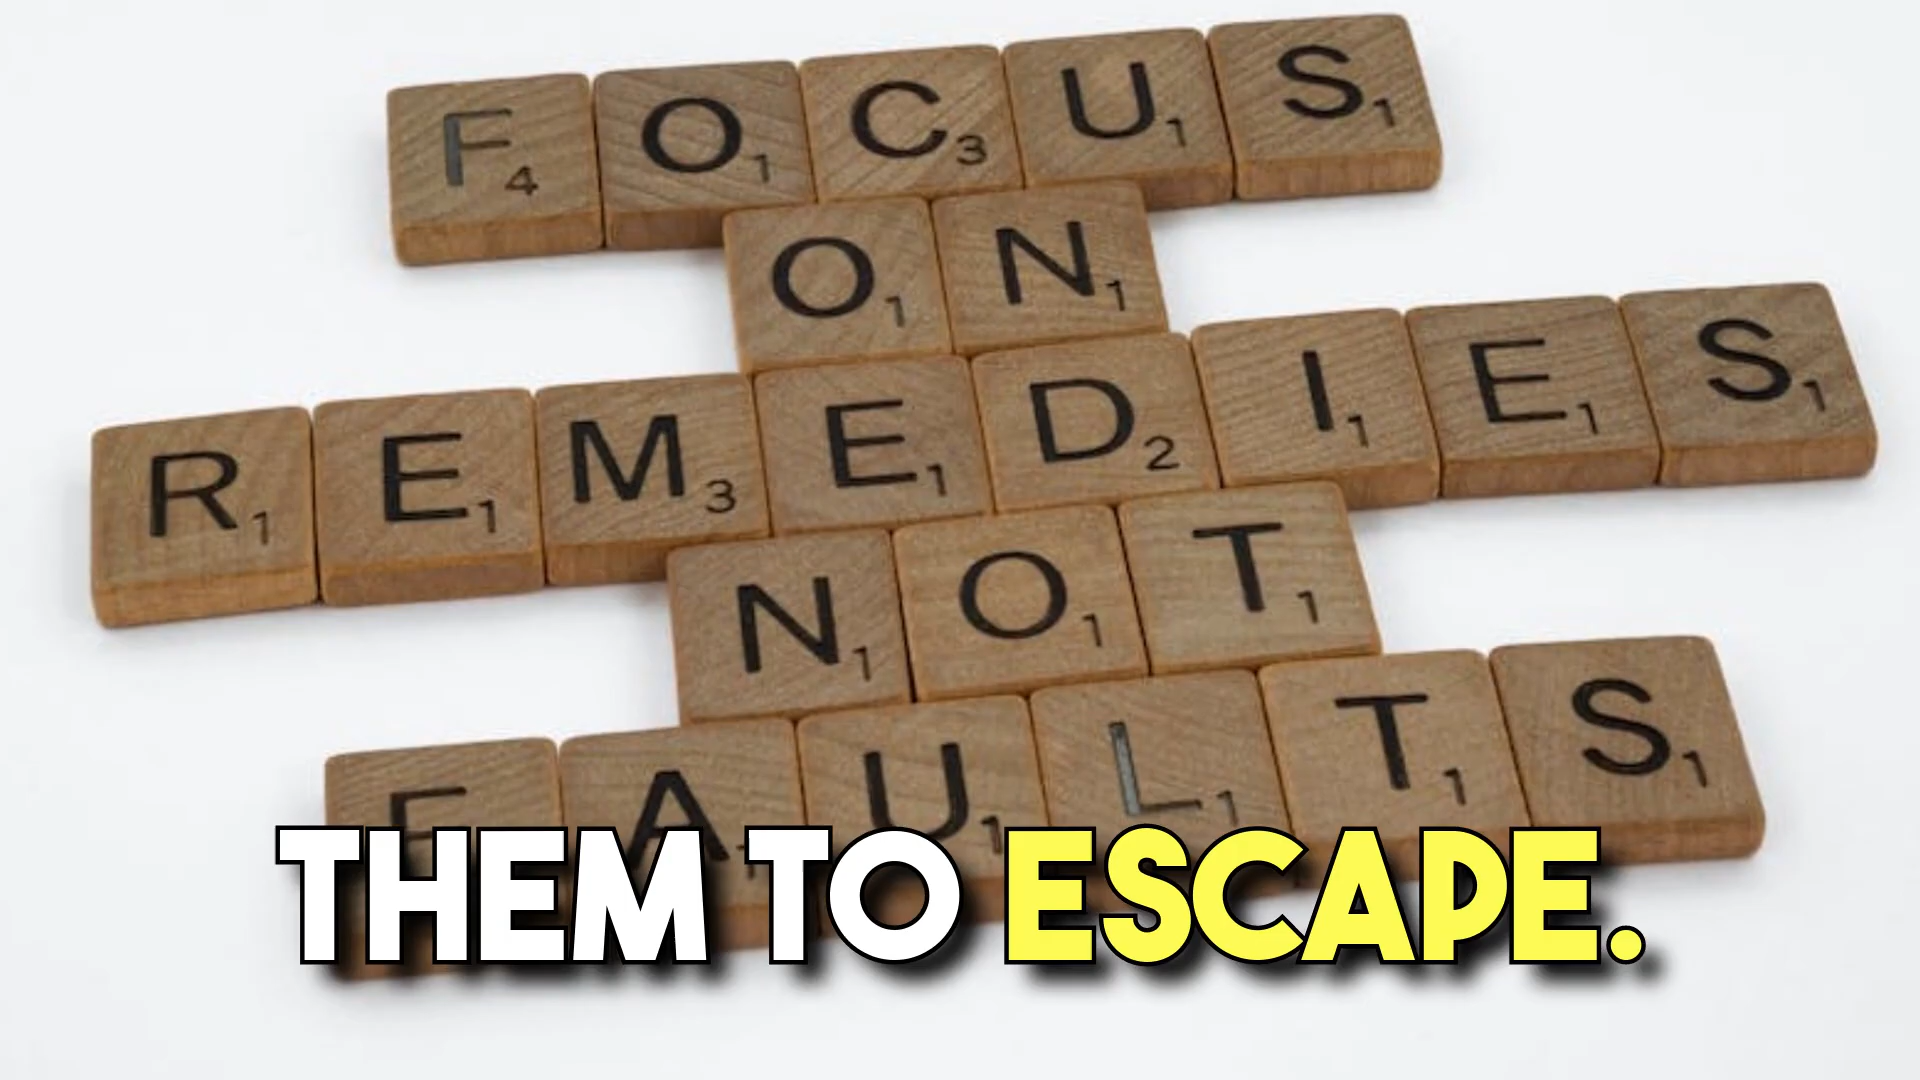 FOCUS
ON
REMEDIES
NOT
FAULTS
THEM TO ESCAPE.